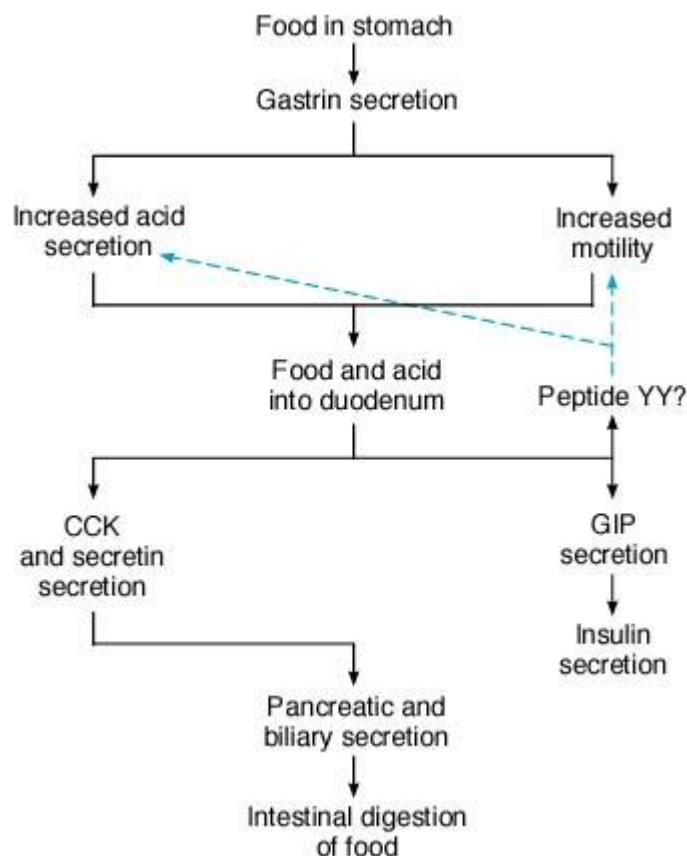 Food in stomach
Gastrin secretion
Increased acid
secretion
Increased
motility
Food and acid
into duodenum
Peptide YY?
CCK
and secretin
secretion
GIP
secretion
Insulin
secretion
Pancreatic and
biliary secretion
Intestinal digestion
of food